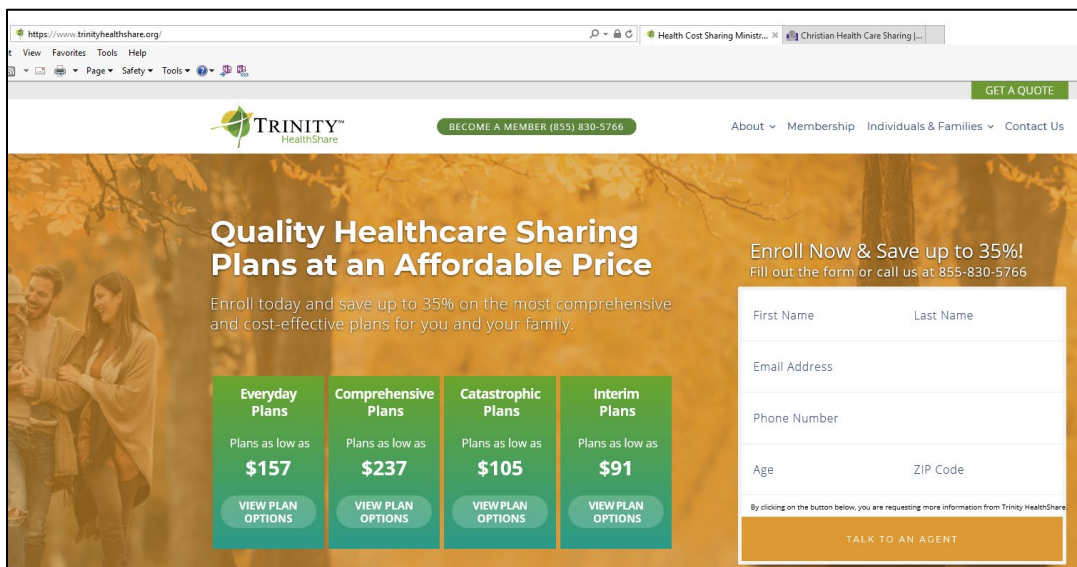 https://www.trinityhealthshare.org/
Health Cost Sharing Ministr... ×
Christian Health Care Sharing |...
t View Favorites Tools Help
Page Safety Tools
GET A QUOTE
TRINITY™
HealthShare
BECOME A MEMBER (855) 830-5766
About Membership Individuals & Families Contact Us
Quality Healthcare Sharing
Plans at an Affordable Price
Enroll today and save up to 35% on the most comprehensive
and cost-effective plans for you and your family.
Everyday
Plans
Plans as low as
$157
VIEW PLAN
OPTIONS
Comprehensive
Plans
Plans as low as
$237
VIEW PLAN
OPTIONS
Catastrophic
Plans
Plans as low as
$105
VIEW PLAN
OPTIONS
Interim
Plans
Plans as low as
$91
VIEW PLAN
OPTIONS
Enroll Now & Save up to 35%!
Fill out the form or call us at 855-830-5766
First Name Last Name
Email Address
Phone Number
Age ZIP Code
By clicking on the button below, you are requesting more information from Trinity HealthShare.
TALK TO AN AGENT